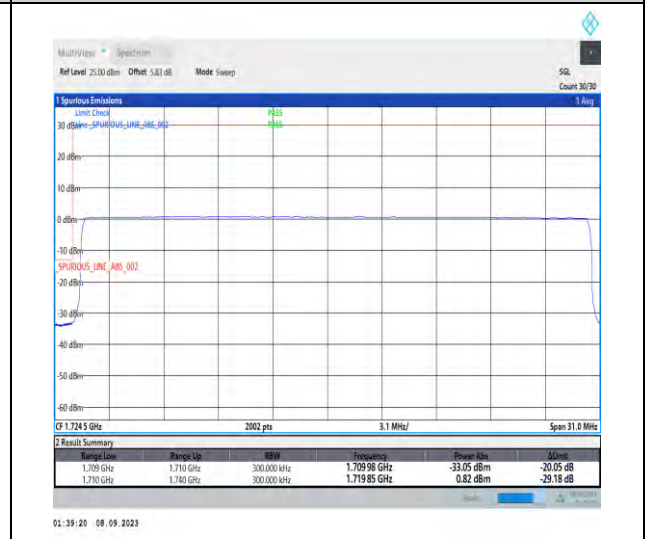 MultiView Spectrum
Ref Level 25.00 dBm Offset 5.83 dB Mode Sweep SGL
Count 30/30
1 Spurious Emissions 1 Avg
Limit Check PASS
30 dBm _SPURIOUS_LINE_ABS_002 PASS
20 dBm
10 dBm
0 dBm
-10 dBm
_SPURIOUS_LINE_ABS_002
-20 dBm
-30 dBm
-40 dBm
-50 dBm
-60 dBm
CF 1.724 5 GHz 2002 pts 3.1 MHz/ Span 31.0 MHz
2 Result Summary
Range Low Range Up RBW Frequency Power Abs ΔLimit
1.709 GHz 1.710 GHz 300.000 kHz 1.709 98 GHz -33.05 dBm -20.05 dB
1.710 GHz 1.740 GHz 300.000 kHz 1.719 85 GHz 0.82 dBm -29.18 dB
01:39:20 08.09.2023